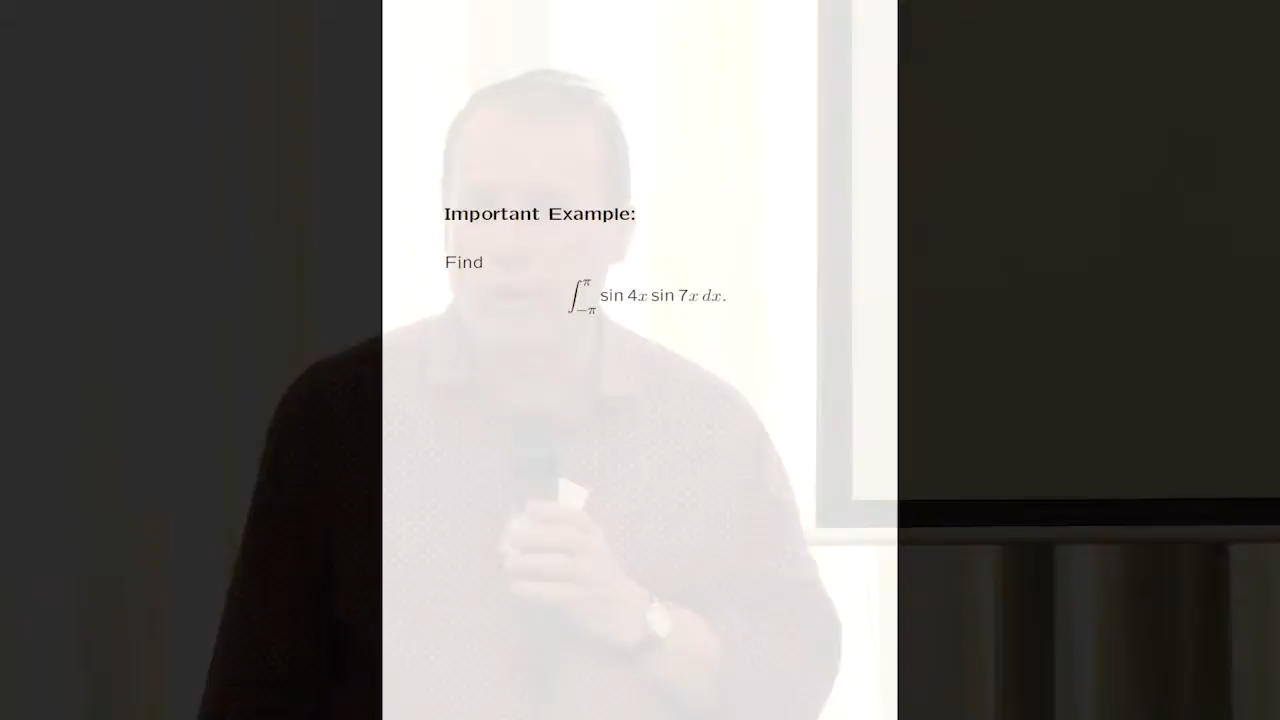 Important Example:
Find
∫_{-π}^{π} sin 4x sin 7x dx.